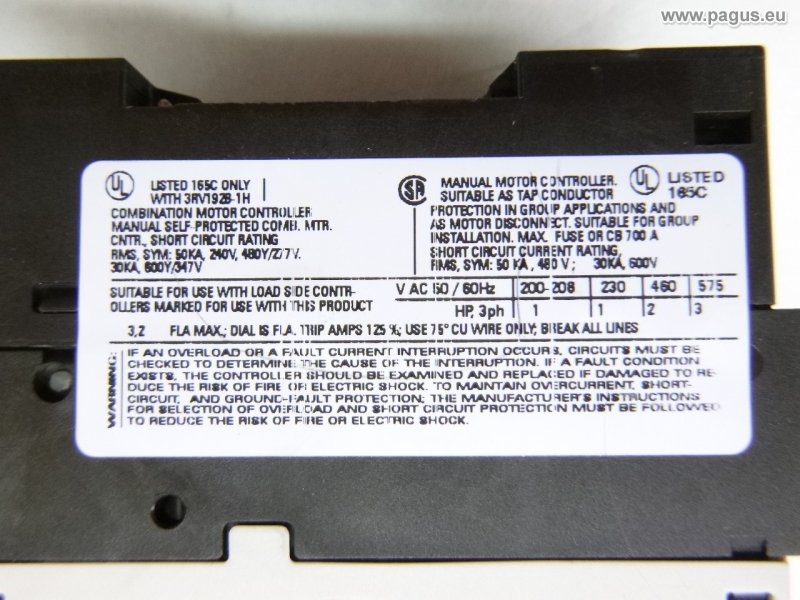 www.pagus.eu
UL LISTED 165C ONLY
WITH 3RV1928-1H
COMBINATION MOTOR CONTROLLER
MANUAL SELF-PROTECTED COMB. MTR.
CNTR., SHORT CIRCUIT RATING
RMS, SYM: 50KA, 240V, 480Y/277V.
30KA, 600Y/347V
SUITABLE FOR USE WITH LOAD SIDE CONTR-
OLLERS MARKED FOR USE WITH THIS PRODUCT
SA MANUAL MOTOR CONTROLLER.
SUITABLE AS TAP CONDUCTOR
PROTECTION IN GROUP APPLICATIONS AND
AS MOTOR DISCONNECT. SUITABLE FOR GROUP
INSTALLATION. MAX. FUSE OR CB 700 A
SHORT CIRCUIT CURRENT RATING
RMS, SYM: 50 KA, 480 V; 30KA, 600V
UL LISTED
165C
V AC 50 / 60Hz 200-208 230 460 575
HP, 3ph 1 1 2 3
3,2 FLA MAX.; DIAL IS FLA. TRIP AMPS 125 %; USE 75° CU WIRE ONLY; BREAK ALL LINES
WARNING:
IF AN OVERLOAD OR A FAULT CURRENT INTERRUPTION OCCURS, CIRCUITS MUST BE
CHECKED TO DETERMINE THE CAUSE OF THE INTERRUPTION. IF A FAULT CONDITION
EXISTS, THE CONTROLLER SHOULD BE EXAMINED AND REPLACED IF DAMAGED TO RE-
DUCE THE RISK OF FIRE OR ELECTRIC SHOCK. TO MAINTAIN OVERCURRENT, SHORT-
CIRCUIT, AND GROUND-FAULT PROTECTION; THE MANUFACTURER'S INSTRUCTIONS
FOR SELECTION OF OVERLOAD AND SHORT CIRCUIT PROTECTION MUST BE FOLLOWED
TO REDUCE THE RISK OF FIRE OR ELECTRIC SHOCK.